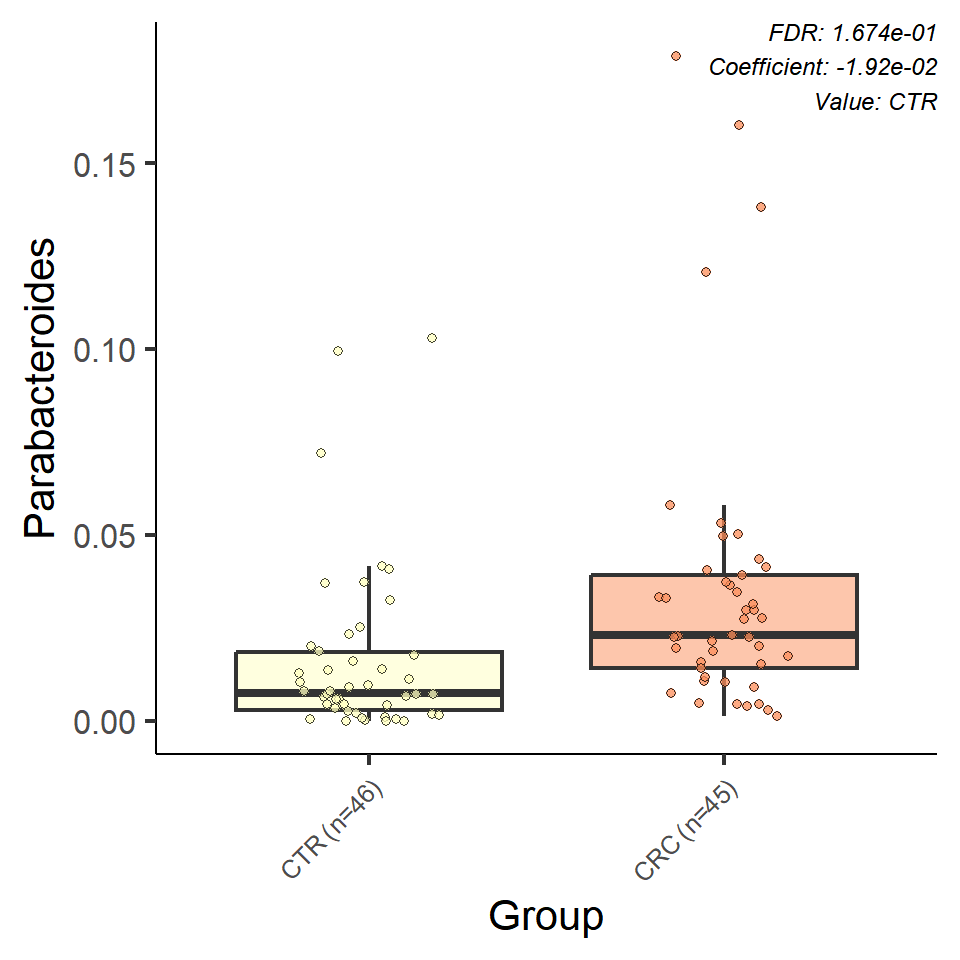 FDR: 1.674e-01
Coefficient: -1.92e-02
Value: CTR
Parabacteroides
0.15
0.10
0.05
0.00
CTR (n=46)
CRC (n=45)
Group